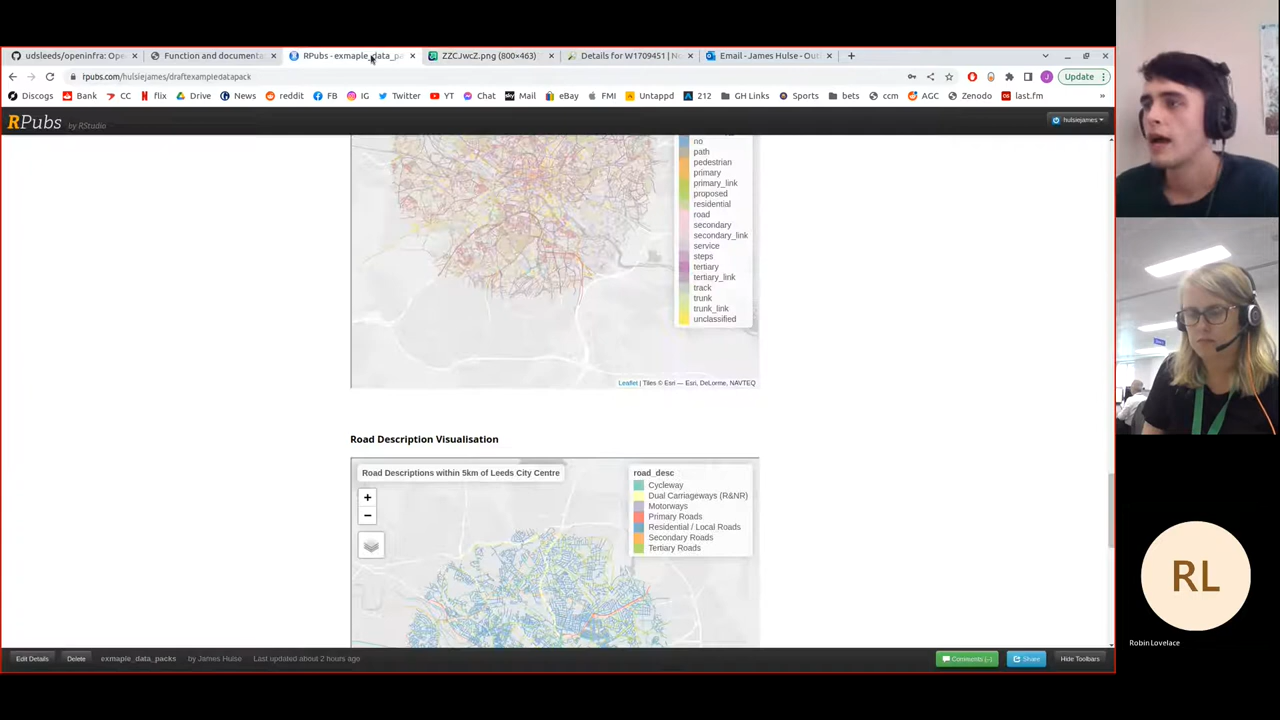 udsleeds/openinfra: Ope
Function and documenta
RPubs - exmaple_data_pa
ZZCJwcZ.png (800×463)
Details for W1709451 | N
Email - James Hulse - Out
rpubs.com/hulsiejames/draftexampledatapack
J
Update
Discogs
Bank
CC
flix
Drive
News
reddit
FB
IG
Twitter
YT
Chat
Mail
eBay
FMI
Untappd
212
GH Links
Sports
bets
ccm
AGC
Zenodo
last.fm
»
RPubs by RStudio
hulsiejames
no
path
pedestrian
primary
primary_link
proposed
residential
road
secondary
secondary_link
service
steps
tertiary
tertiary_link
track
trunk
trunk_link
unclassified
Leaflet | Tiles © Esri — Esri, DeLorme, NAVTEQ
Road Description Visualisation
Road Descriptions within 5km of Leeds City Centre
+
−
road_desc
Cycleway
Dual Carriageways (R&NR)
Motorways
Primary Roads
Residential / Local Roads
Secondary Roads
Tertiary Roads
RL
Robin Lovelace
Edit Details
Delete
exmaple_data_packs
by James Hulse
Last updated about 2 hours ago
Comments (–)
Share
Hide Toolbars